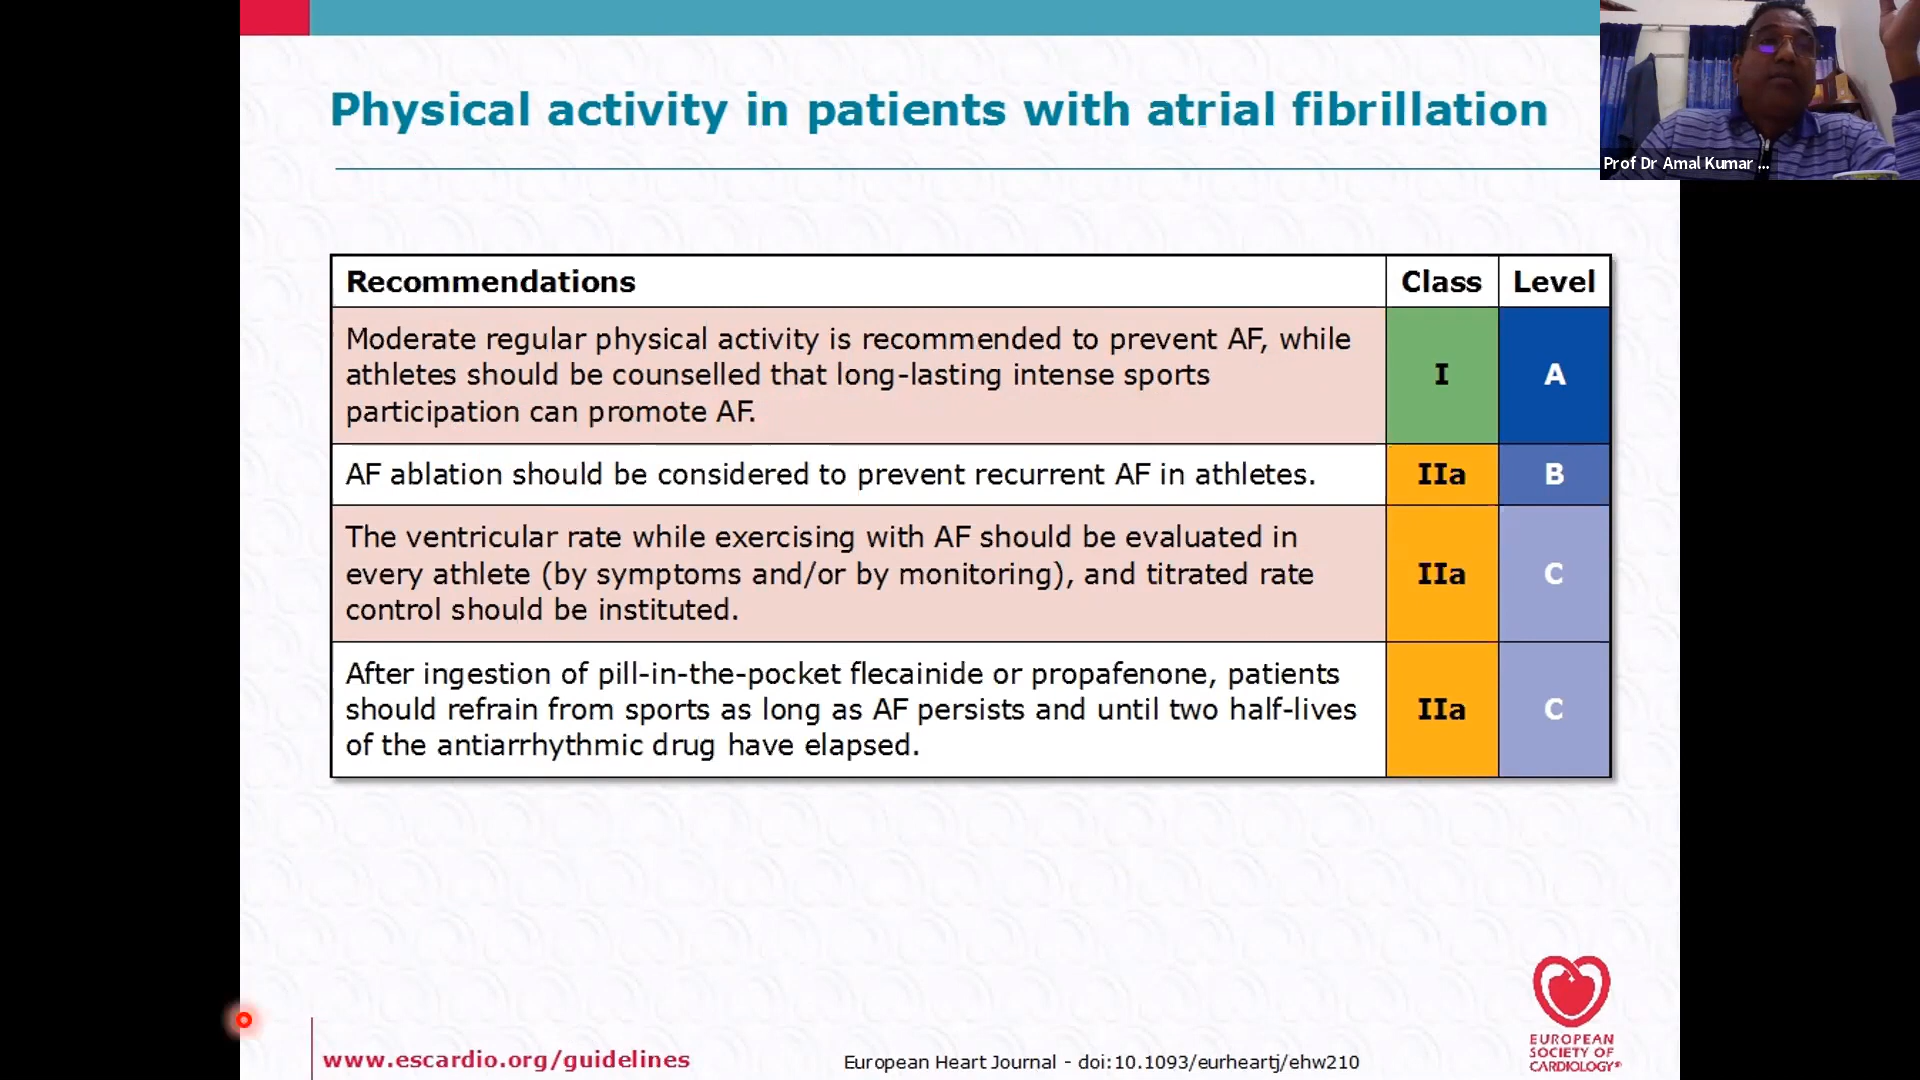 Physical activity in patients with atrial fibrillation
Prof Dr Amal Kumar ...
Recommendations Class Level
Moderate regular physical activity is recommended to prevent AF, while
athletes should be counselled that long-lasting intense sports
participation can promote AF.
I A
AF ablation should be considered to prevent recurrent AF in athletes. IIa B
The ventricular rate while exercising with AF should be evaluated in
every athlete (by symptoms and/or by monitoring), and titrated rate
control should be instituted.
IIa C
After ingestion of pill-in-the-pocket flecainide or propafenone, patients
should refrain from sports as long as AF persists and until two half-lives
of the antiarrhythmic drug have elapsed.
IIa C
www.escardio.org/guidelines
European Heart Journal - doi:10.1093/eurheartj/ehw210
EUROPEAN
SOCIETY OF
CARDIOLOGY®